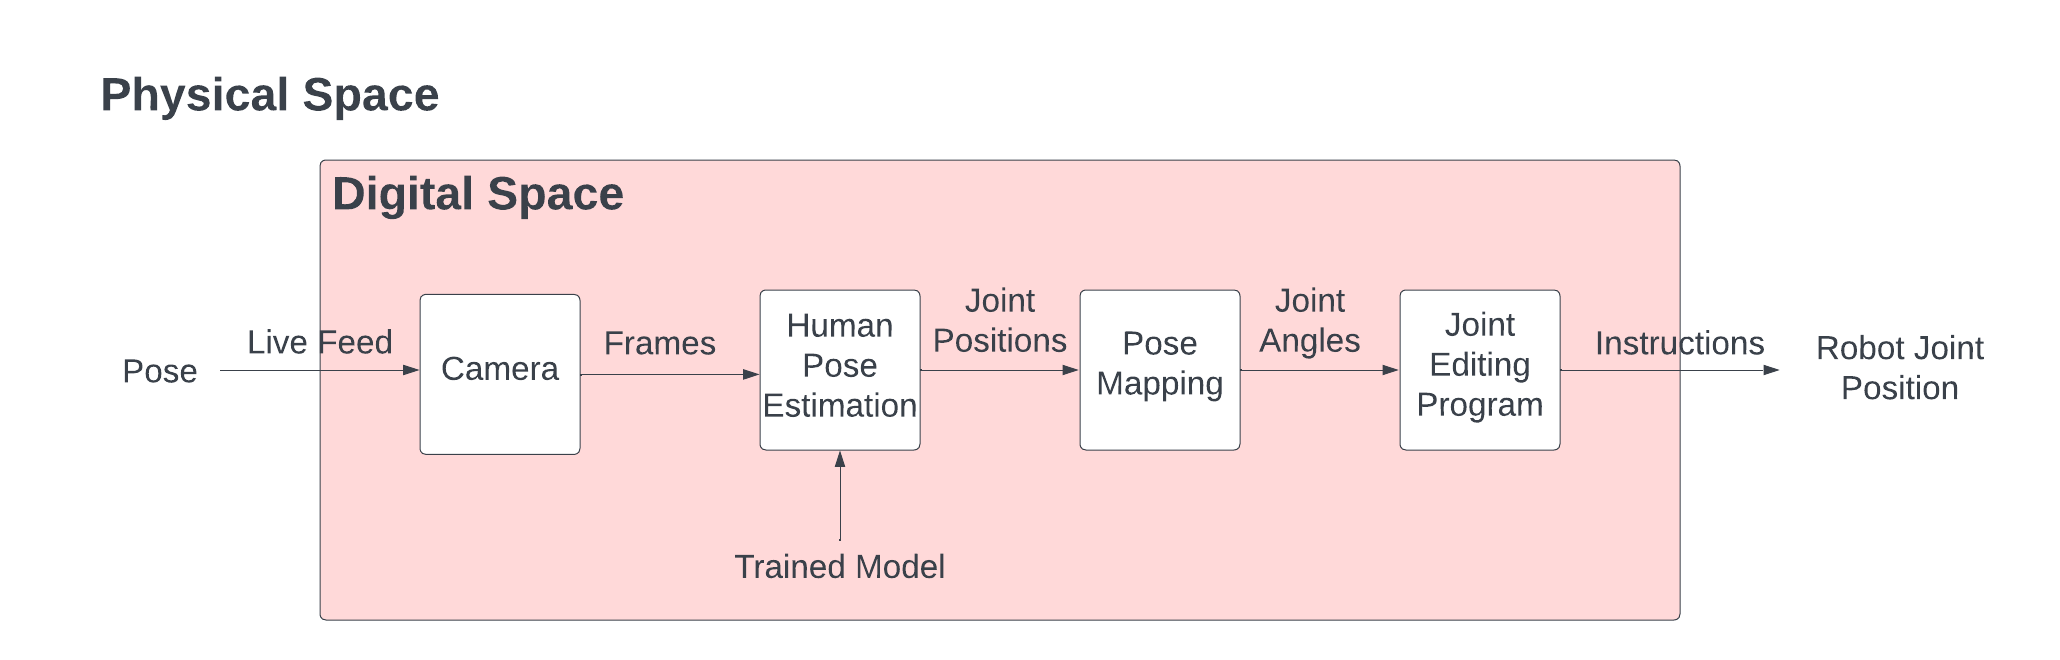 Physical Space
Digital Space
Pose
Live Feed
Camera
Frames
Human
Pose
Estimation
Trained Model
Joint
Positions
Pose
Mapping
Joint
Angles
Joint
Editing
Program
Instructions
Robot Joint
Position